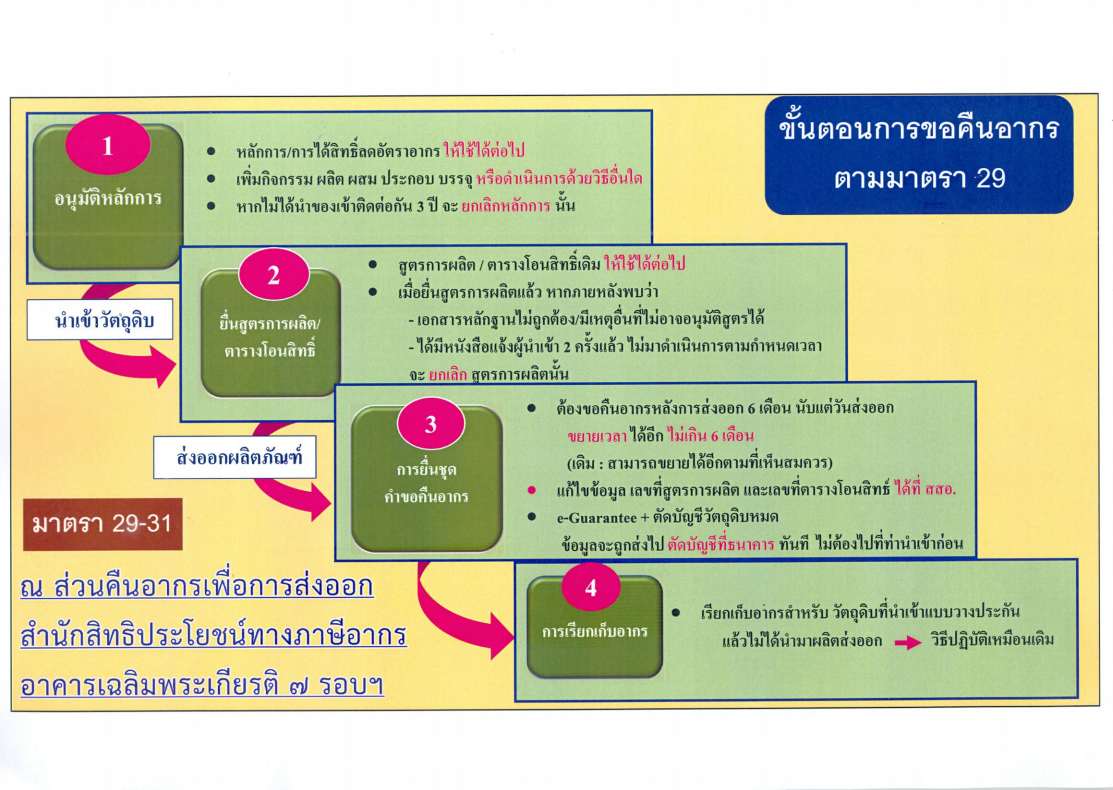 ขั้นตอนการขอคืนอากร
ตามมาตรา 29
1
อนุมัติหลักการ
● หลักการ/การได้สิทธิ์ลดอัตราอากร ให้ใช้ได้ต่อไป
● เพิ่มกิจกรรม ผลิต ผสม ประกอบ บรรจุ หรือดำเนินการด้วยวิธีอื่นใด
● หากไม่ได้นำของเข้าติดต่อกัน 3 ปี จะ ยกเลิกหลักการ นั้น
นำเข้าวัตถุดิบ
2
ยื่นสูตรการผลิต/
ตารางโอนสิทธิ์
● สูตรการผลิต / ตารางโอนสิทธิ์เดิม ให้ใช้ได้ต่อไป
● เมื่อยื่นสูตรการผลิตแล้ว หากภายหลังพบว่า
- เอกสารหลักฐานไม่ถูกต้อง/มีเหตุอื่นที่ไม่อาจอนุมัติสูตรได้
- ได้มีหนังสือแจ้งผู้นำเข้า 2 ครั้งแล้ว ไม่มาดำเนินการตามกำหนดเวลา
จะ ยกเลิก สูตรการผลิตนั้น
ส่งออกผลิตภัณฑ์
3
การยื่นชุด
คำขอคืนอากร
● ต้องขอคืนอากรหลังการส่งออก 6 เดือน นับแต่วันส่งออก
ขยายเวลา ได้อีก ไม่เกิน 6 เดือน
(เดิม : สามารถขยายได้อีกตามที่เห็นสมควร)
● แก้ไขข้อมูล เลขที่สูตรการผลิต และเลขที่ตารางโอนสิทธ์ ได้ที่ สสอ.
● e-Guarantee + ตัดบัญชีวัตถุดิบหมด
ข้อมูลจะถูกส่งไป ตัดบัญชีที่ธนาคาร ทันที ไม่ต้องไปที่ท่านำเข้าก่อน
4
การเรียกเก็บอากร
● เรียกเก็บอากรสำหรับ วัตถุดิบที่นำเข้าแบบวางประกัน
แล้วไม่ได้นำมาผลิตส่งออก → วิธีปฏิบัติเหมือนเดิม
มาตรา 29-31
ณ ส่วนคืนอากรเพื่อการส่งออก
สำนักสิทธิประโยชน์ทางภาษีอากร
อาคารเฉลิมพระเกียรติ ๗ รอบฯ